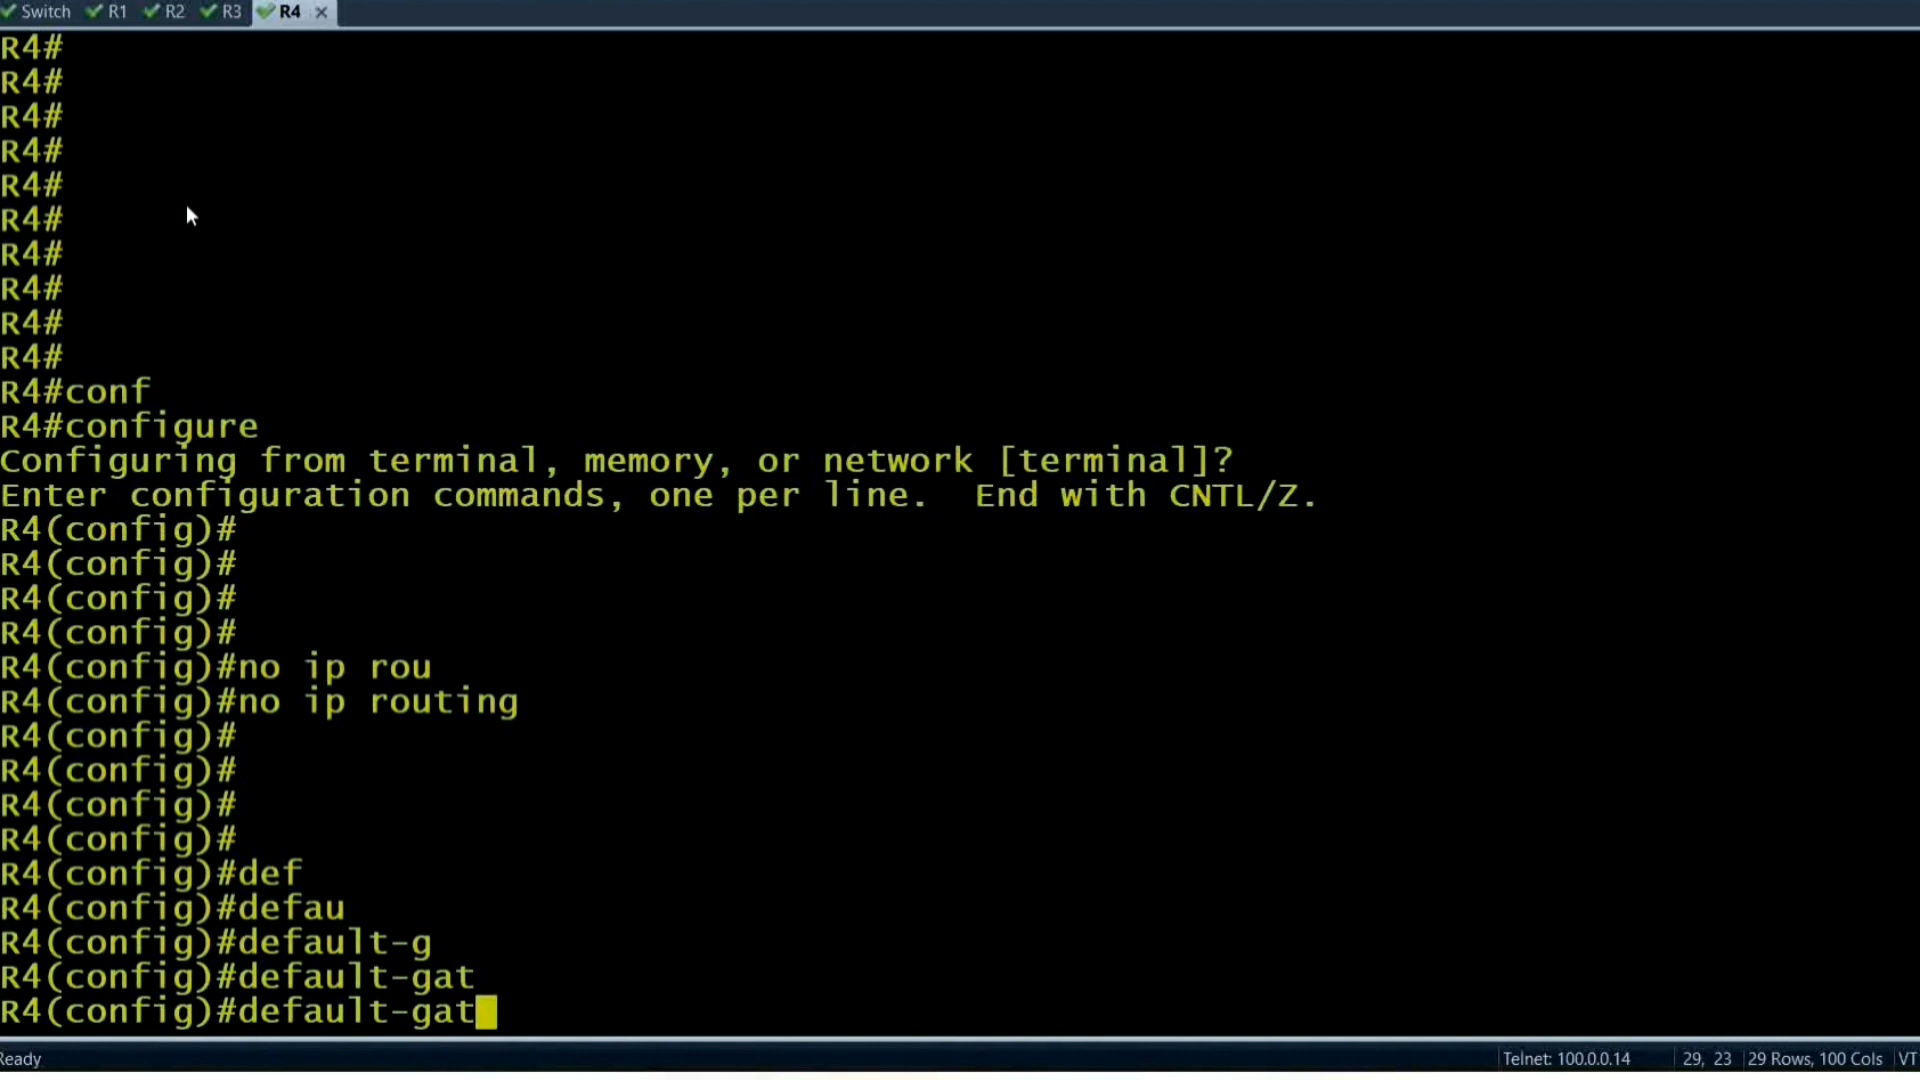 Switch R1 R2 R3 R4
R4#
R4#
R4#
R4#
R4#
R4#
R4#
R4#
R4#
R4#
R4#conf
R4#configure
Configuring from terminal, memory, or network [terminal]?
Enter configuration commands, one per line.  End with CNTL/Z.
R4(config)#
R4(config)#
R4(config)#
R4(config)#
R4(config)#no ip rou
R4(config)#no ip routing
R4(config)#
R4(config)#
R4(config)#
R4(config)#
R4(config)#def
R4(config)#defau
R4(config)#default-g
R4(config)#default-gat
R4(config)#default-gat
Ready Telnet: 100.0.0.14 29, 23 29 Rows, 100 Cols VT